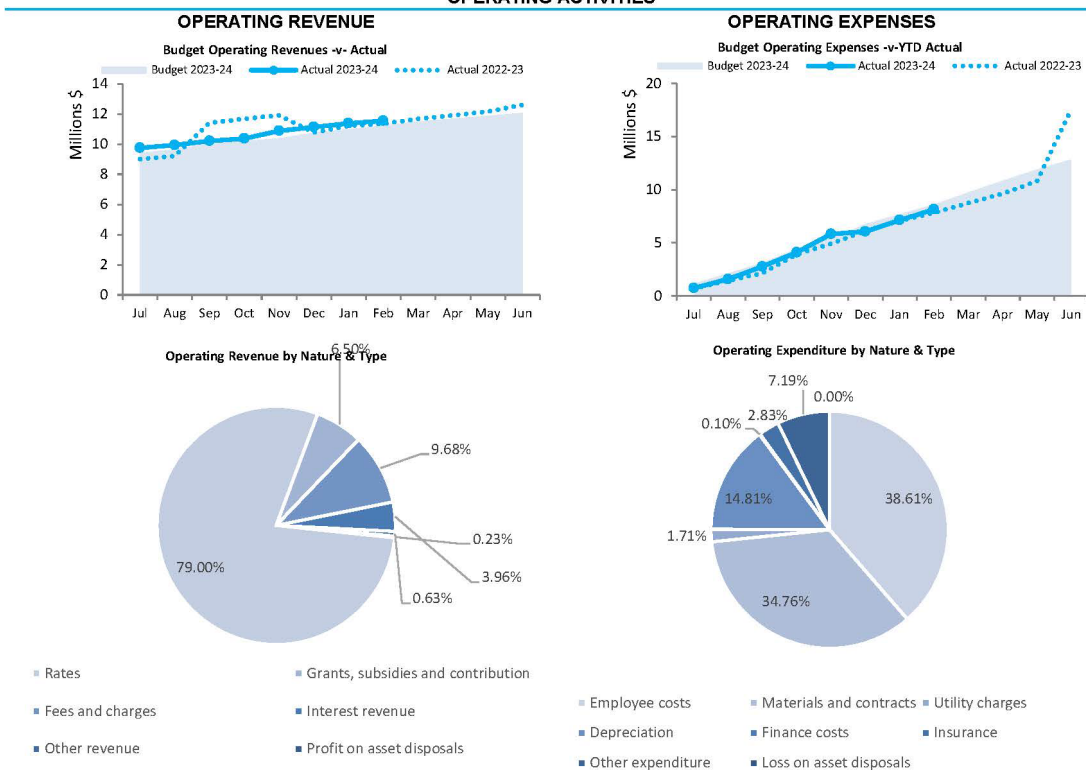 OPERATING ACTIVITIES
OPERATING REVENUE
OPERATING EXPENSES
Budget Operating Revenues -v- Actual
Budget 2023-24 Actual 2023-24 Actual 2022-23
Millions $
14
12
10
8
6
4
2
0
Jul Aug Sep Oct Nov Dec Jan Feb Mar Apr May Jun
Budget Operating Expenses -v-YTD Actual
Budget 2023-24 Actual 2023-24 Actual 2022-23
Millions $
20
15
10
5
0
Jul Aug Sep Oct Nov Dec Jan Feb Mar Apr May Jun
Operating Revenue by Nature & Type
6.50%
9.68%
0.23%
3.96%
0.63%
79.00%
Rates
Grants, subsidies and contribution
Fees and charges
Interest revenue
Other revenue
Profit on asset disposals
Operating Expenditure by Nature & Type
7.19%
0.00%
2.83%
0.10%
14.81%
38.61%
1.71%
34.76%
Employee costs
Materials and contracts
Utility charges
Depreciation
Finance costs
Insurance
Other expenditure
Loss on asset disposals